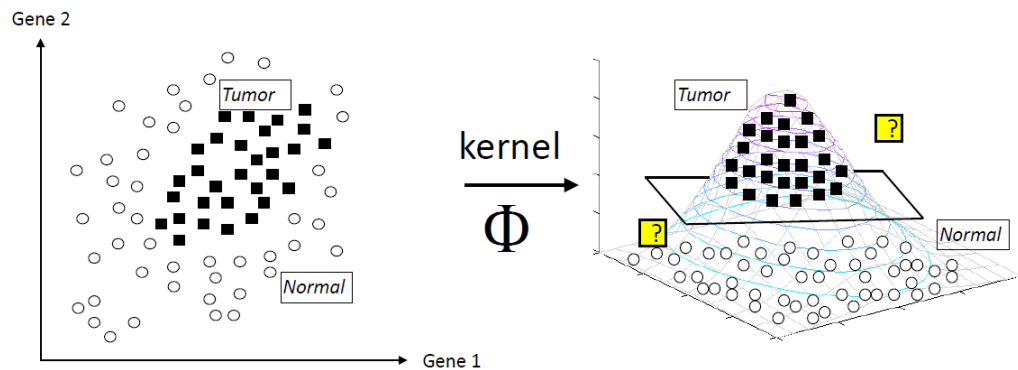 Gene 2
Tumor
Normal
Gene 1
kernel
Φ
Tumor
?
?
Normal